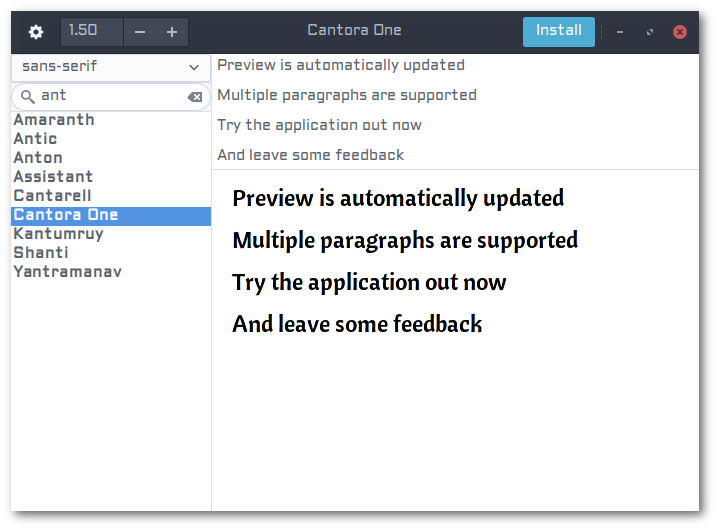 1.50
Cantora One
Install
sans-serif
ant
Amaranth
Antic
Anton
Assistant
Cantarell
Cantora One
Kantumruy
Shanti
Yantramanav
Preview is automatically updated
Multiple paragraphs are supported
Try the application out now
And leave some feedback
Preview is automatically updated
Multiple paragraphs are supported
Try the application out now
And leave some feedback